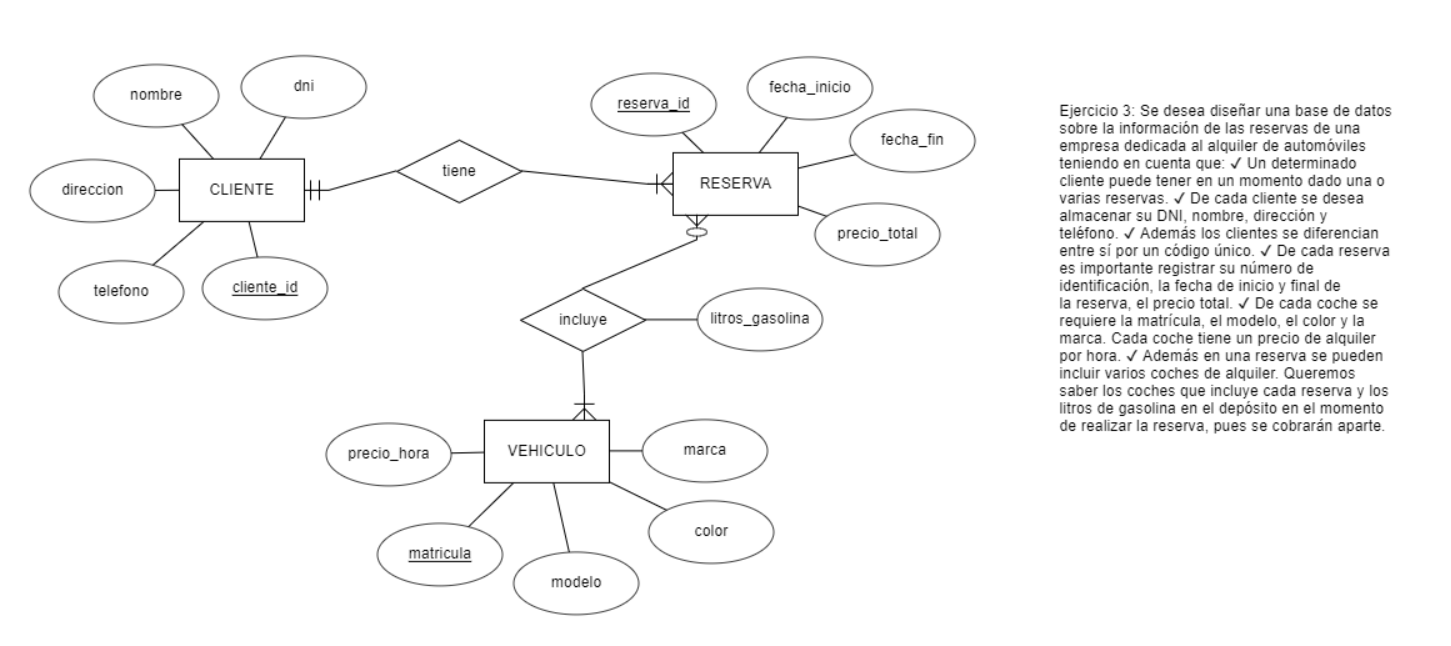 nombre
dni
direccion
CLIENTE
telefono
cliente_id
tiene
reserva_id
fecha_inicio
fecha_fin
RESERVA
precio_total
incluye
litros_gasolina
precio_hora
VEHICULO
marca
matricula
modelo
color
Ejercicio 3: Se desea diseñar una base de datos
sobre la información de las reservas de una
empresa dedicada al alquiler de automóviles
teniendo en cuenta que: ✓ Un determinado
cliente puede tener en un momento dado una o
varias reservas. ✓ De cada cliente se desea
almacenar su DNI, nombre, dirección y
teléfono. ✓ Además los clientes se diferencian
entre sí por un código único. ✓ De cada reserva
es importante registrar su número de
identificación, la fecha de inicio y final de
la reserva, el precio total. ✓ De cada coche se
requiere la matrícula, el modelo, el color y la
marca. Cada coche tiene un precio de alquiler
por hora. ✓ Además en una reserva se pueden
incluir varios coches de alquiler. Queremos
saber los coches que incluye cada reserva y los
litros de gasolina en el depósito en el momento
de realizar la reserva, pues se cobrarán aparte.